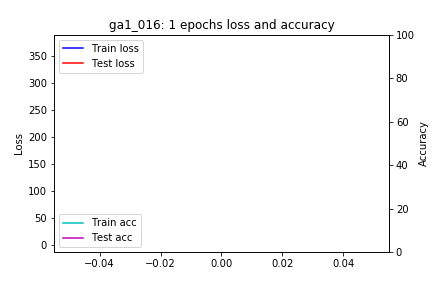 ga1_016: 1 epochs loss and accuracy
Train loss
Test loss
350
300
250
200
150
100
50
0
Loss
100
80
60
40
20
0
Accuracy
Train acc
Test acc
−0.04
−0.02
0.00
0.02
0.04